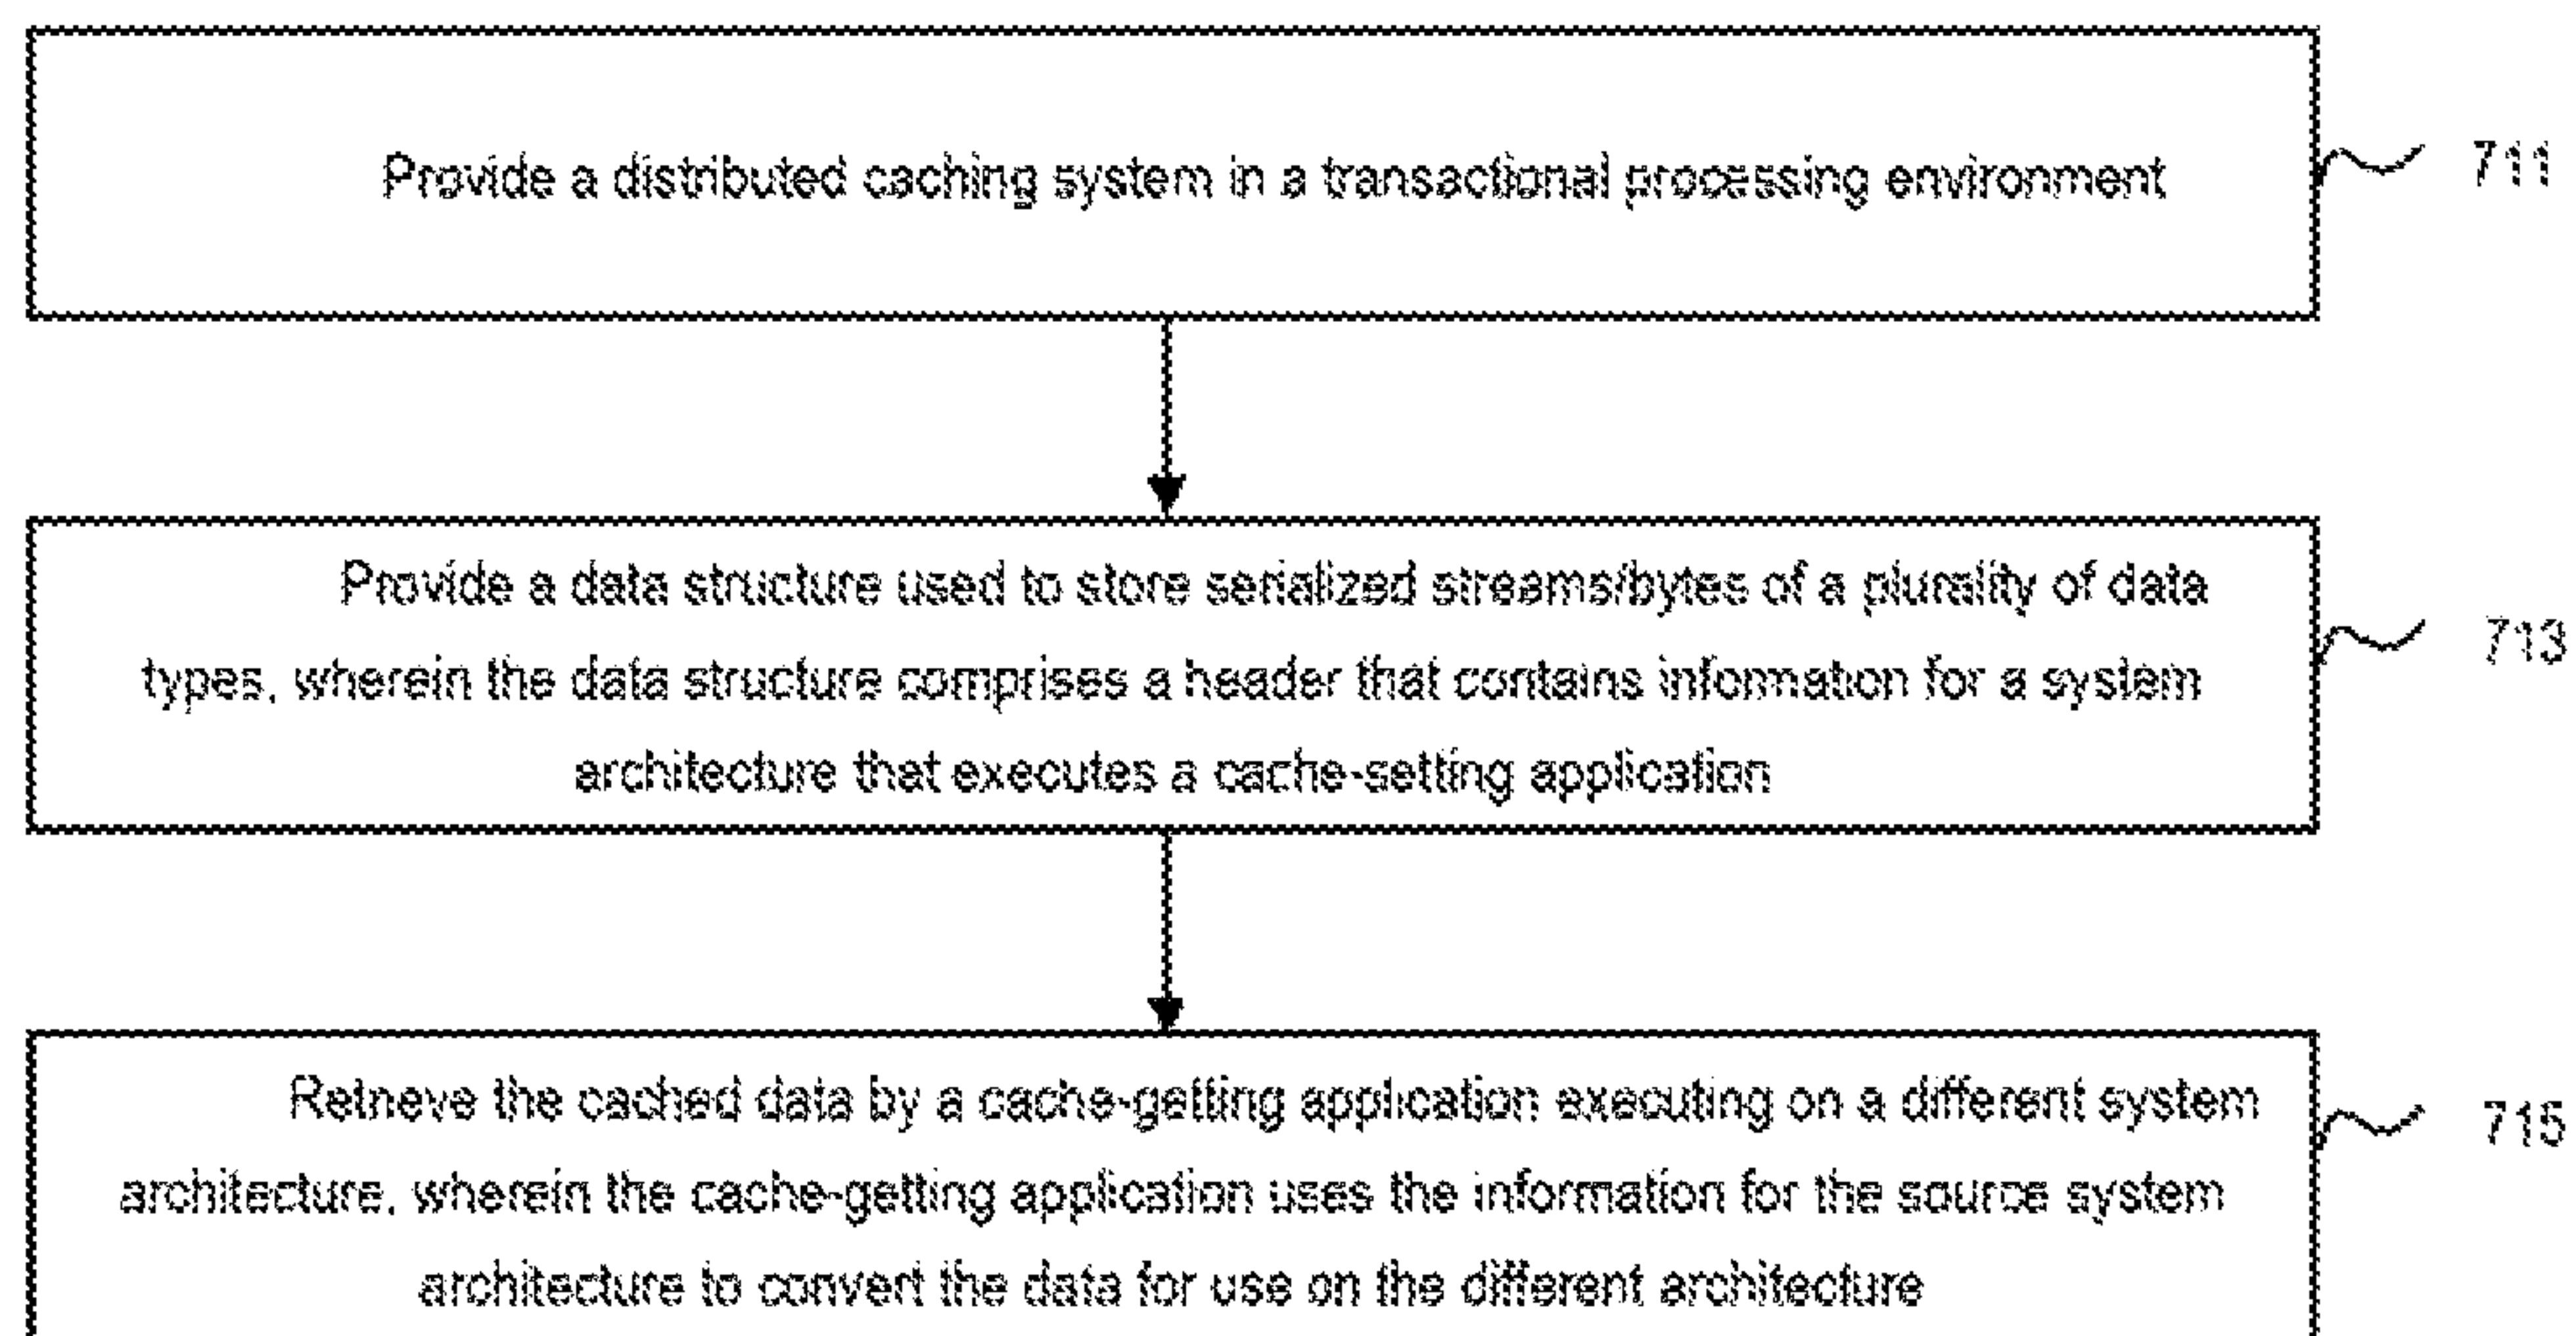 Provide a distributed caching system in a transactional processing environment
711
Provide a data structure used to store serialized streams/bytes of a plurality of data
types, wherein the data structure comprises a header that contains information for a system
architecture that executes a cache-setting application
713
Retrieve the cached data by a cache-getting application executing on a different system
architecture, wherein the cache-getting application uses the information for the source system
architecture to convert the data for use on the different architecture
715